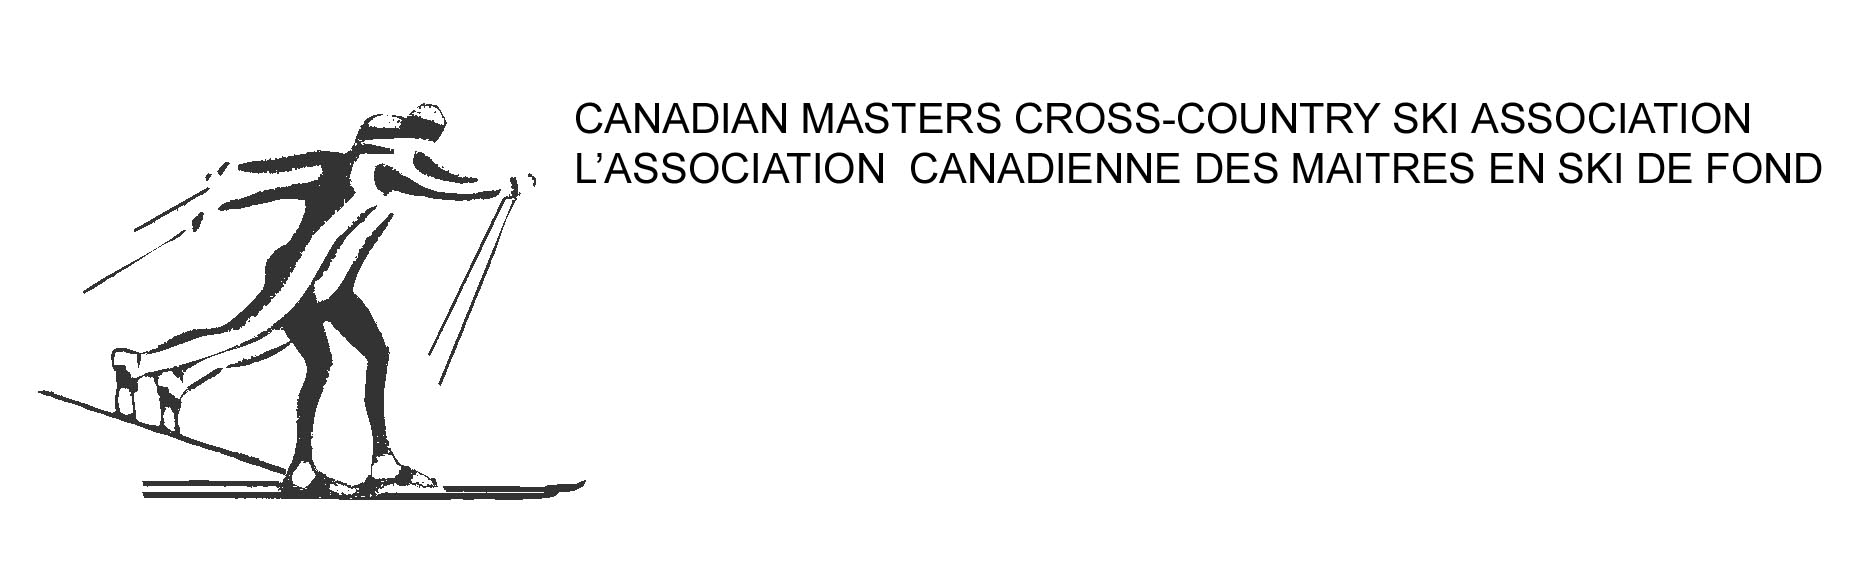 CANADIAN MASTERS CROSS-COUNTRY SKI ASSOCIATION
L’ASSOCIATION  CANADIENNE DES MAITRES EN SKI DE FOND